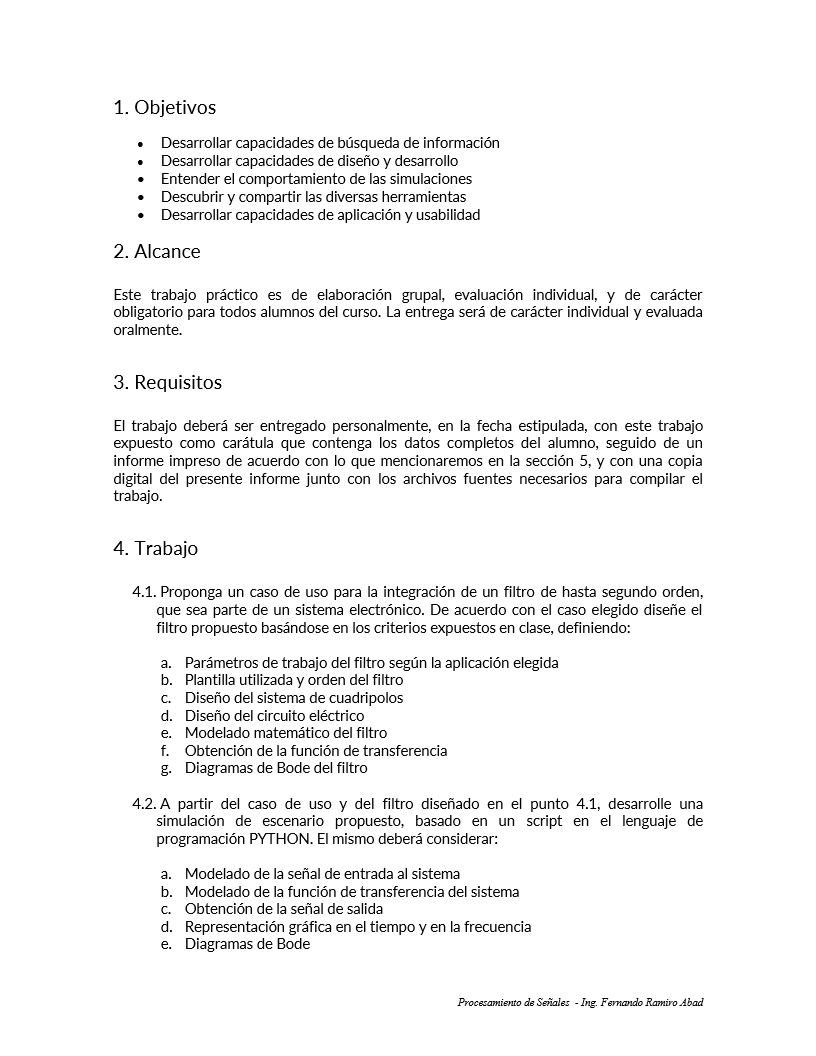 1. Objetivos
• Desarrollar capacidades de búsqueda de información
• Desarrollar capacidades de diseño y desarrollo
• Entender el comportamiento de las simulaciones
• Descubrir y compartir las diversas herramientas
• Desarrollar capacidades de aplicación y usabilidad
2. Alcance
Este trabajo práctico es de elaboración grupal, evaluación individual, y de carácter
obligatorio para todos alumnos del curso. La entrega será de carácter individual y evaluada
oralmente.
3. Requisitos
El trabajo deberá ser entregado personalmente, en la fecha estipulada, con este trabajo
expuesto como carátula que contenga los datos completos del alumno, seguido de un
informe impreso de acuerdo con lo que mencionaremos en la sección 5, y con una copia
digital del presente informe junto con los archivos fuentes necesarios para compilar el
trabajo.
4. Trabajo
4.1. Proponga un caso de uso para la integración de un filtro de hasta segundo orden,
que sea parte de un sistema electrónico. De acuerdo con el caso elegido diseñe el
filtro propuesto basándose en los criterios expuestos en clase, definiendo:
a. Parámetros de trabajo del filtro según la aplicación elegida
b. Plantilla utilizada y orden del filtro
c. Diseño del sistema de cuadripolos
d. Diseño del circuito eléctrico
e. Modelado matemático del filtro
f. Obtención de la función de transferencia
g. Diagramas de Bode del filtro
4.2. A partir del caso de uso y del filtro diseñado en el punto 4.1, desarrolle una
simulación de escenario propuesto, basado en un script en el lenguaje de
programación PYTHON. El mismo deberá considerar:
a. Modelado de la señal de entrada al sistema
b. Modelado de la función de transferencia del sistema
c. Obtención de la señal de salida
d. Representación gráfica en el tiempo y en la frecuencia
e. Diagramas de Bode
Procesamiento de Señales - Ing. Fernando Ramiro Abad